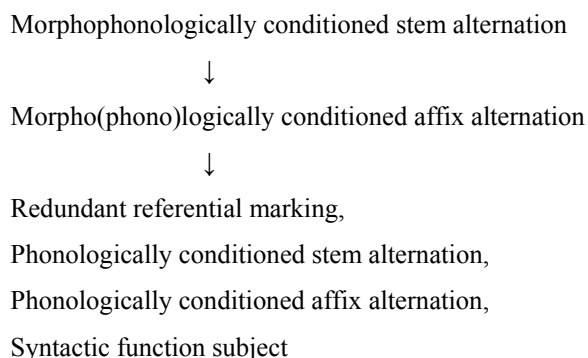 Morphophonologically conditioned stem alternation
↓
Morpho(phono)logically conditioned affix alternation
↓
Redundant referential marking,
Phonologically conditioned stem alternation,
Phonologically conditioned affix alternation,
Syntactic function subject